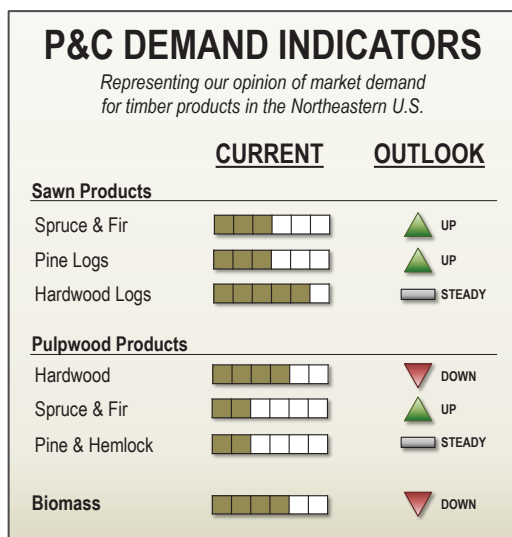 P&C DEMAND INDICATORS
Representing our opinion of market demand
for timber products in the Northeastern U.S.
CURRENT OUTLOOK
Sawn Products
Spruce & Fir UP
Pine Logs UP
Hardwood Logs STEADY
Pulpwood Products
Hardwood DOWN
Spruce & Fir UP
Pine & Hemlock STEADY
Biomass DOWN